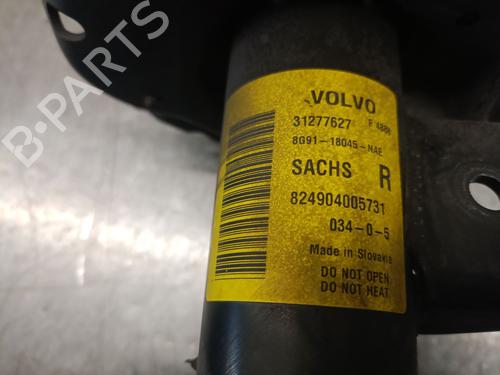 B-PARTS
VOLVO
31277627 F 4888
8G91-18045-NAE
SACHS R
824904005731
034-0-5
Made in Slovakia
DO NOT OPEN
DO NOT HEAT